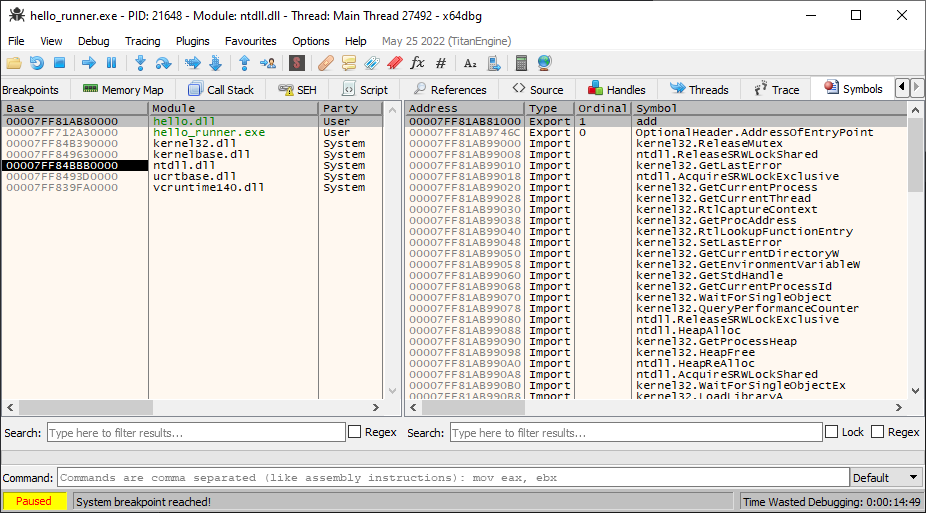 hello_runner.exe - PID: 21648 - Module: ntdll.dll - Thread: Main Thread 27492 - x64dbg
File View Debug Tracing Plugins Favourites Options Help May 25 2022 (TitanEngine)
fx # A2
Breakpoints Memory Map Call Stack SEH Script References Source Handles Threads Trace Symbols
Base Module Party
00007FF81AB80000 hello.dll User
00007FF712A30000 hello_runner.exe User
00007FF84B390000 kernel32.dll System
00007FF849630000 kernelbase.dll System
00007FF84BBB0000 ntdll.dll System
00007FF8493D0000 ucrtbase.dll System
00007FF839FA0000 vcruntime140.dll System
Address Type Ordinal Symbol
00007FF81AB81000 Export 1 add
00007FF81AB9746C Export 0 OptionalHeader.AddressOfEntryPoint
00007FF81AB99000 Import kernel32.ReleaseMutex
00007FF81AB99008 Import ntdll.ReleaseSRWLockShared
00007FF81AB99010 Import kernel32.GetLastError
00007FF81AB99018 Import ntdll.AcquireSRWLockExclusive
00007FF81AB99020 Import kernel32.GetCurrentProcess
00007FF81AB99028 Import kernel32.GetCurrentThread
00007FF81AB99030 Import kernel32.RtlCaptureContext
00007FF81AB99038 Import kernel32.GetProcAddress
00007FF81AB99040 Import kernel32.RtlLookupFunctionEntry
00007FF81AB99048 Import kernel32.SetLastError
00007FF81AB99050 Import kernel32.GetCurrentDirectoryW
00007FF81AB99058 Import kernel32.GetEnvironmentVariableW
00007FF81AB99060 Import kernel32.GetStdHandle
00007FF81AB99068 Import kernel32.GetCurrentProcessId
00007FF81AB99070 Import kernel32.WaitForSingleObject
00007FF81AB99078 Import kernel32.QueryPerformanceCounter
00007FF81AB99080 Import ntdll.ReleaseSRWLockExclusive
00007FF81AB99088 Import ntdll.HeapAlloc
00007FF81AB99090 Import kernel32.GetProcessHeap
00007FF81AB99098 Import kernel32.HeapFree
00007FF81AB990A0 Import ntdll.HeapReAlloc
00007FF81AB990A8 Import ntdll.AcquireSRWLockShared
00007FF81AB990B0 Import kernel32.WaitForSingleObjectEx
00007FF81AB990B8 Import kernel32.LoadLibraryA
Search: Type here to filter results... Regex Search: Type here to filter results... Lock Regex
Command: Commands are comma separated (like assembly instructions): mov eax, ebx Default
Paused System breakpoint reached! Time Wasted Debugging: 0:00:14:49